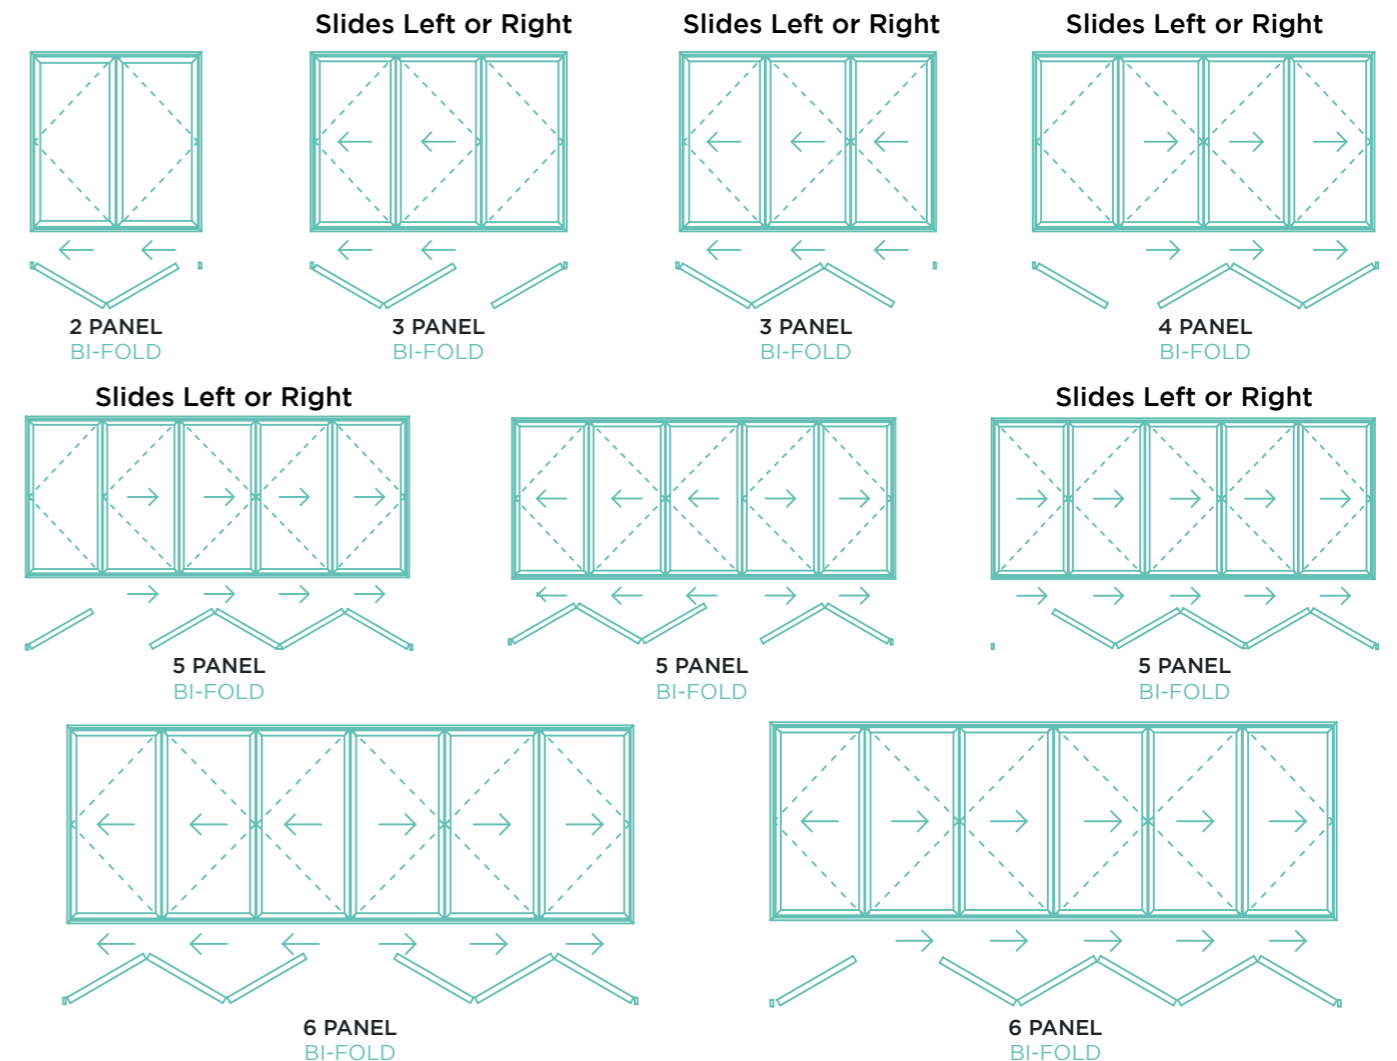 Slides Left or Right
Slides Left or Right
Slides Left or Right
2 PANEL
BI-FOLD
3 PANEL
BI-FOLD
3 PANEL
BI-FOLD
4 PANEL
BI-FOLD
Slides Left or Right
Slides Left or Right
5 PANEL
BI-FOLD
5 PANEL
BI-FOLD
5 PANEL
BI-FOLD
6 PANEL
BI-FOLD
6 PANEL
BI-FOLD